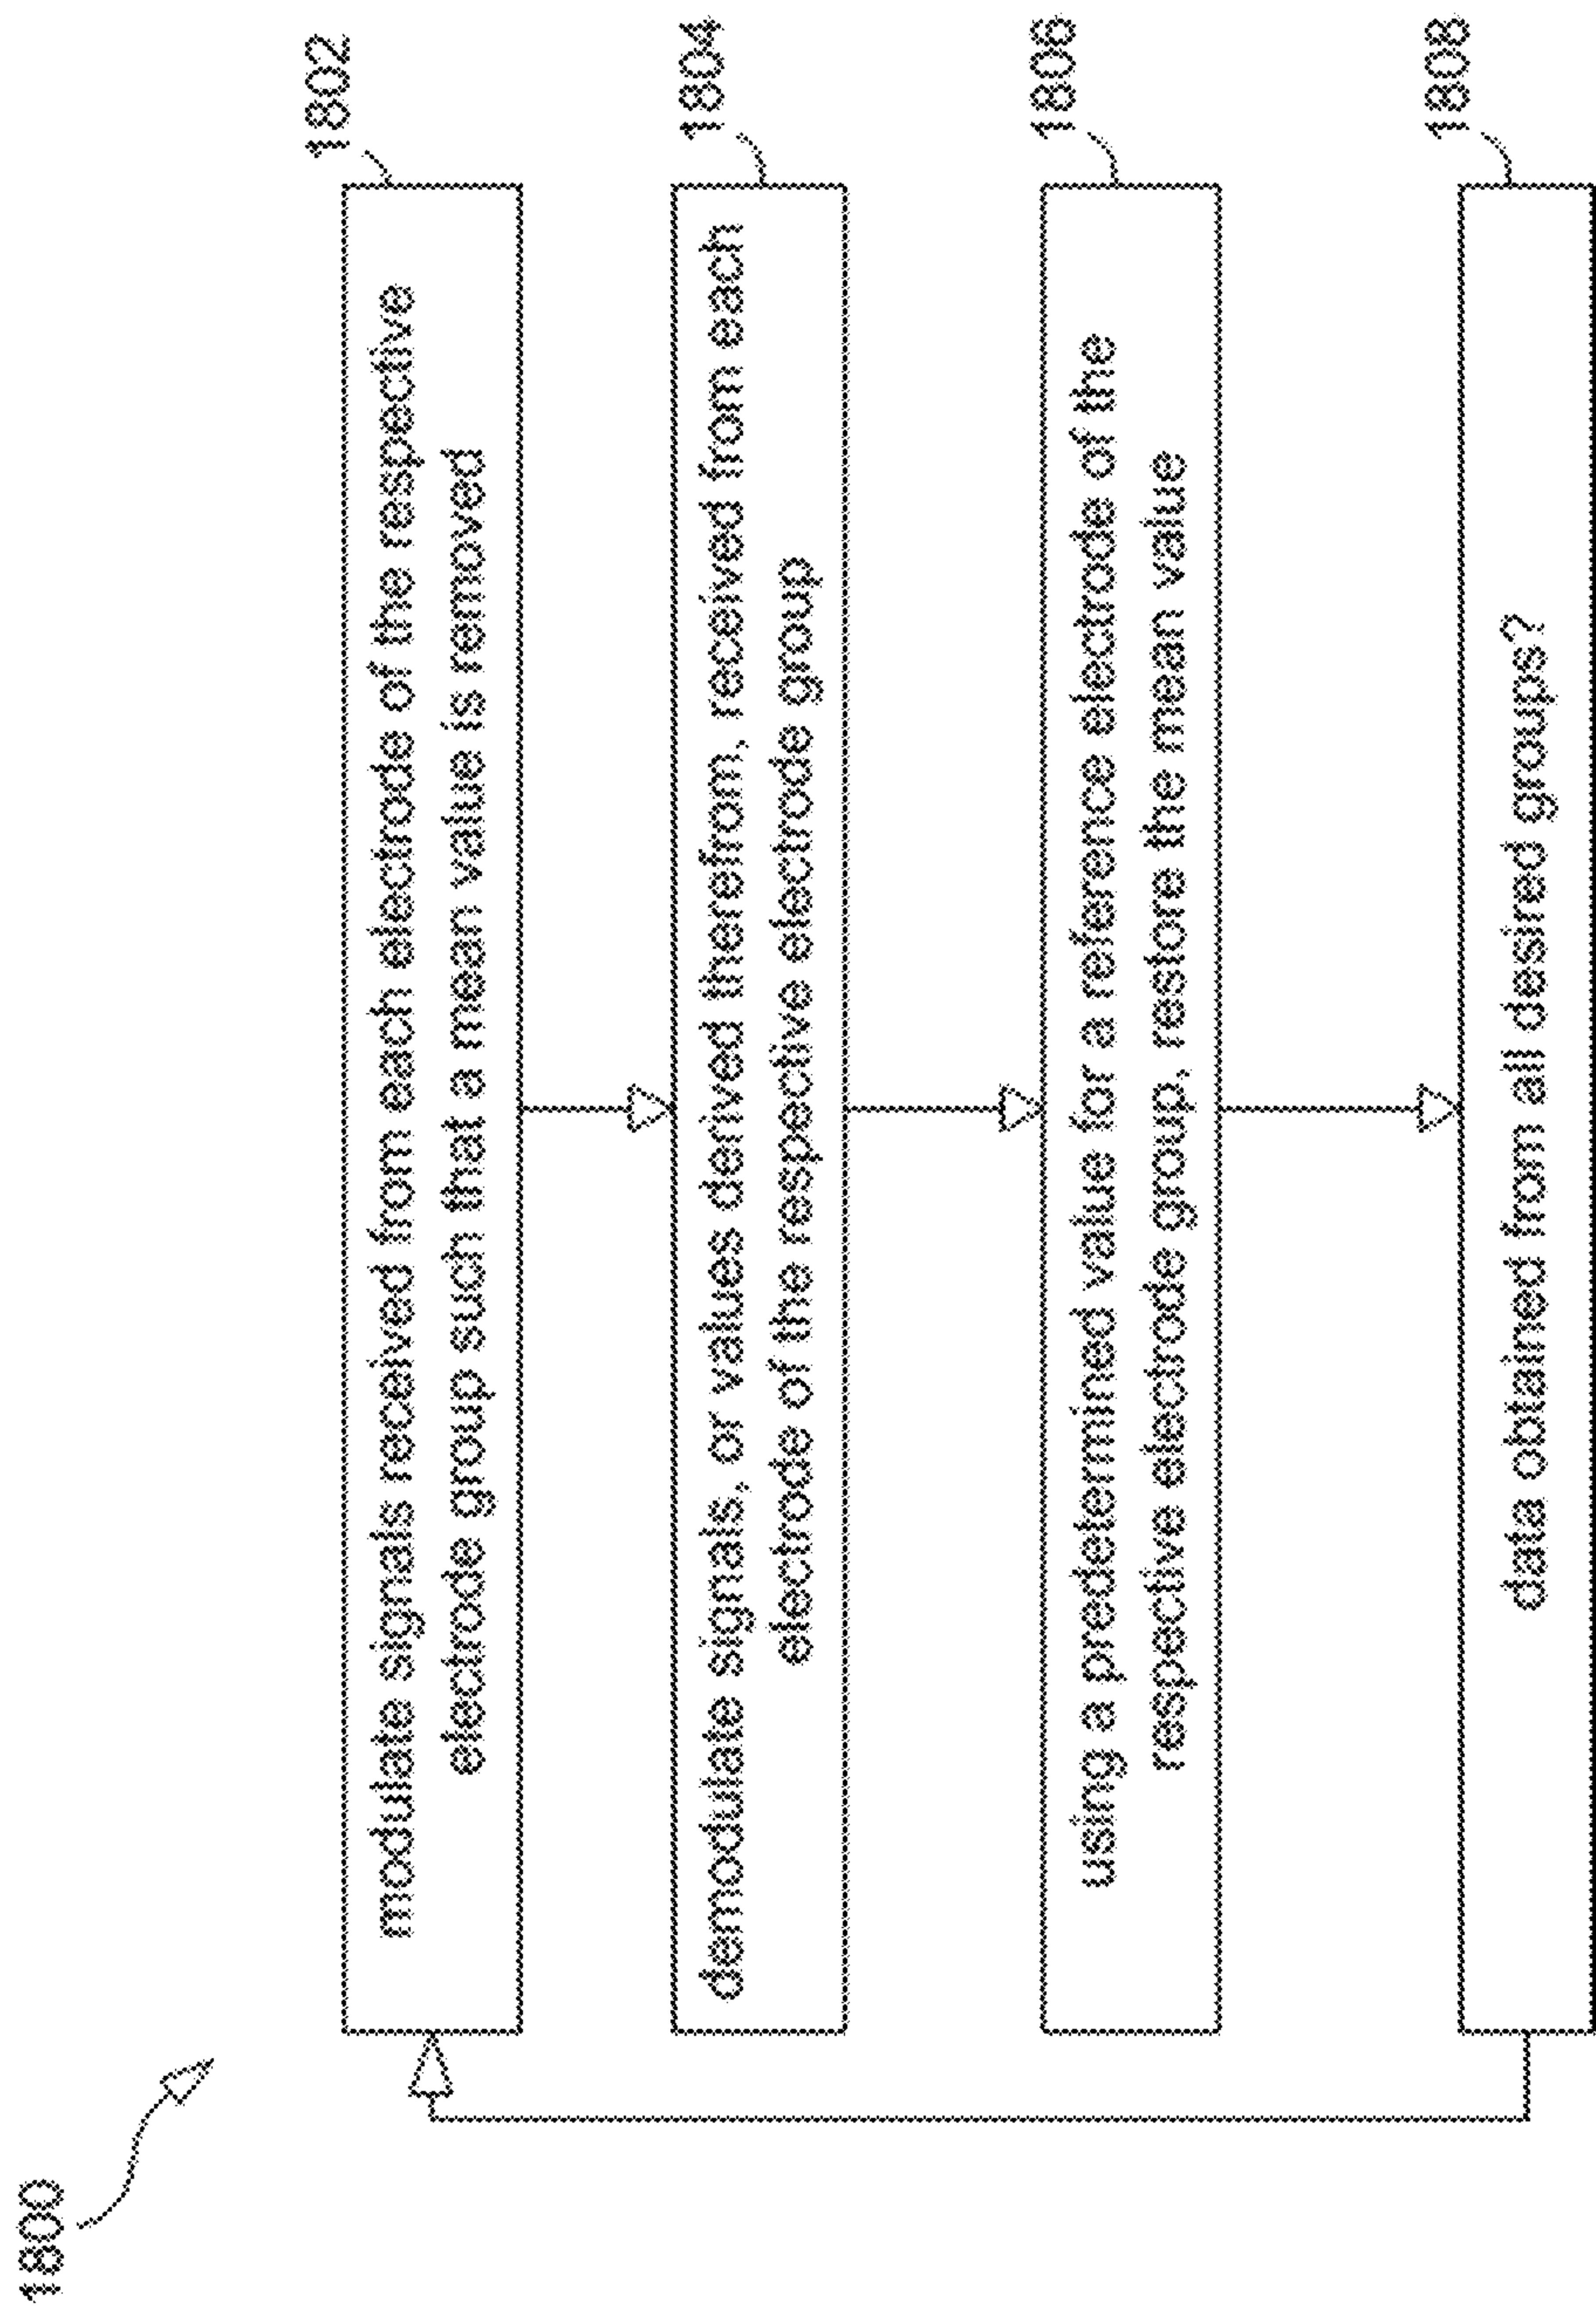 1800
1802
modulate signals received from each electrode of the respective
electrode group such that a mean value is removed
1804
demodulate signals, or values derived therefrom, received from each
electrode of the respective electrode group
1806
using a predetermined value for a reference electrode of the
respective electrode group, restore the mean value
1808
data obtained from all desired groups?